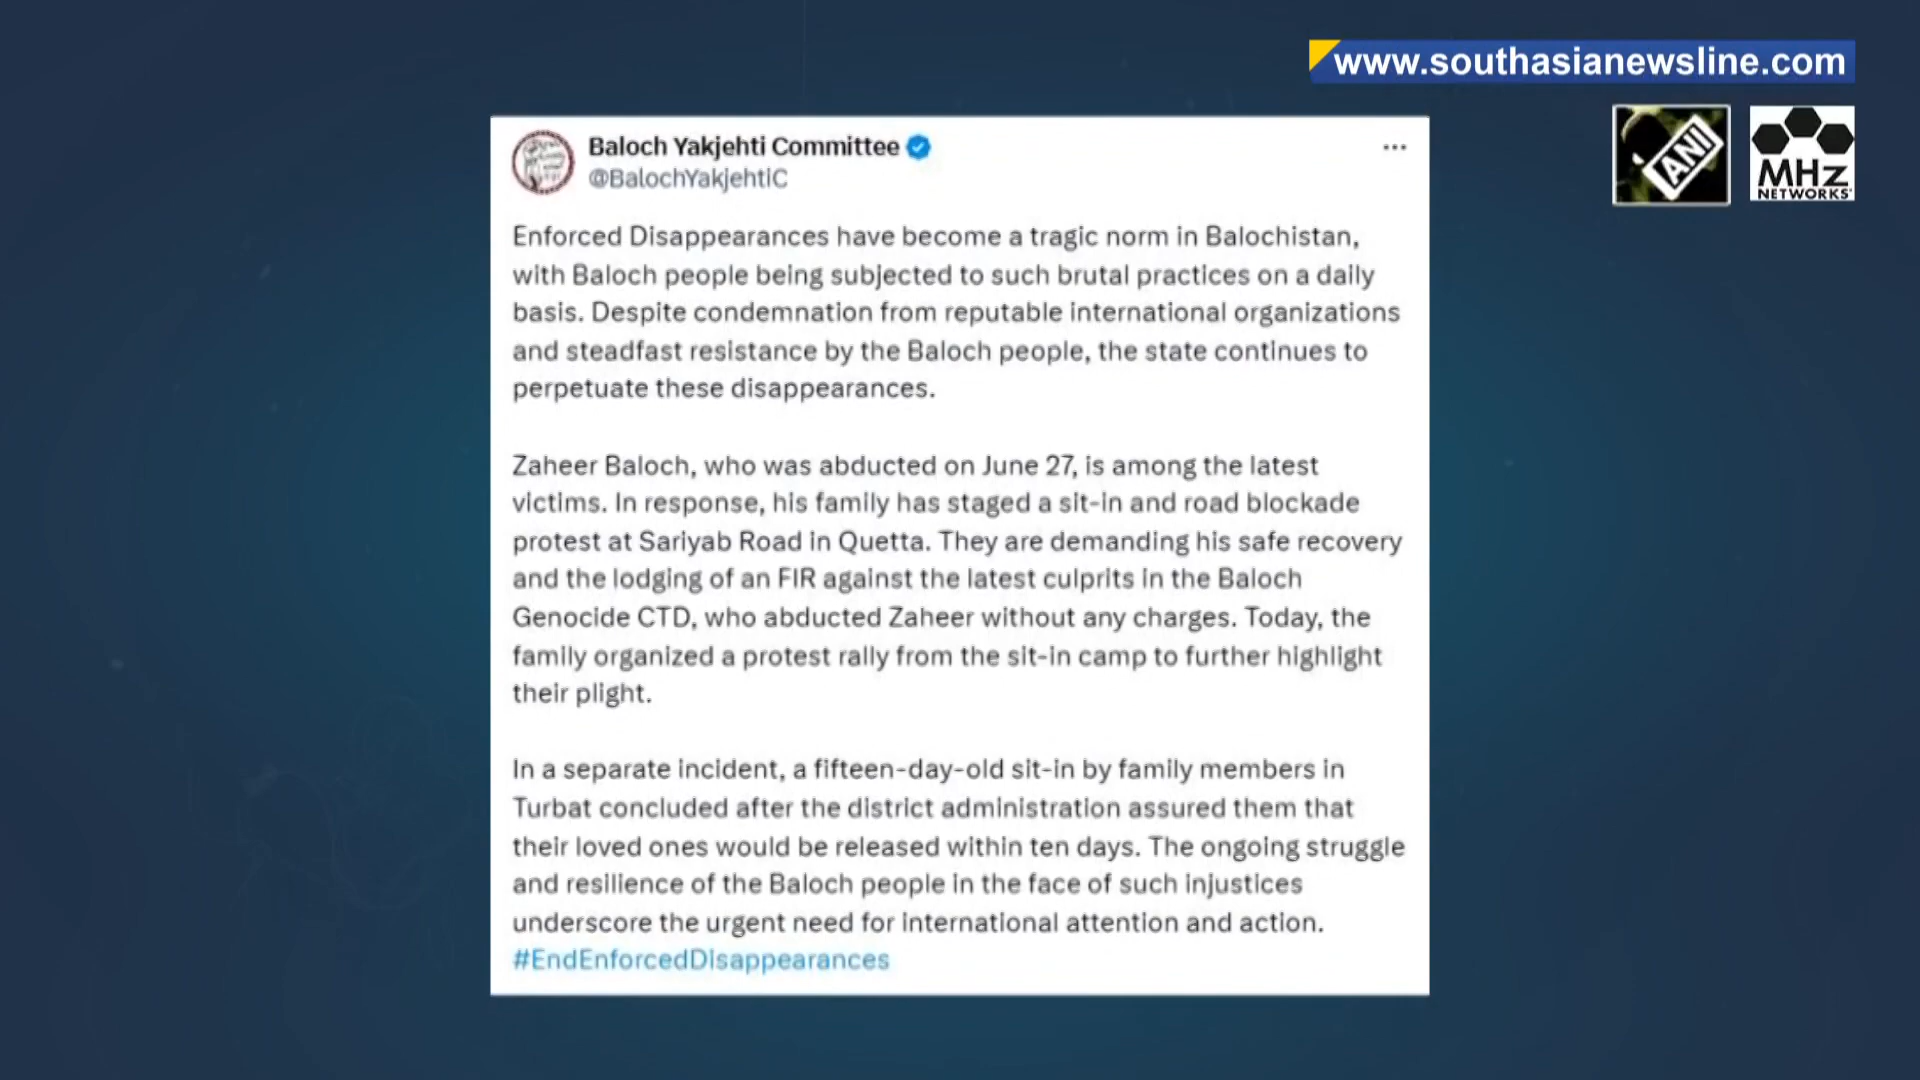 www.southasianewsline.com
ANI
MHz
NETWORKS
Baloch Yakjehti Committee
@BalochYakjehtiC
Enforced Disappearances have become a tragic norm in Balochistan,
with Baloch people being subjected to such brutal practices on a daily
basis. Despite condemnation from reputable international organizations
and steadfast resistance by the Baloch people, the state continues to
perpetuate these disappearances.
Zaheer Baloch, who was abducted on June 27, is among the latest
victims. In response, his family has staged a sit-in and road blockade
protest at Sariyab Road in Quetta. They are demanding his safe recovery
and the lodging of an FIR against the latest culprits in the Baloch
Genocide CTD, who abducted Zaheer without any charges. Today, the
family organized a protest rally from the sit-in camp to further highlight
their plight.
In a separate incident, a fifteen-day-old sit-in by family members in
Turbat concluded after the district administration assured them that
their loved ones would be released within ten days. The ongoing struggle
and resilience of the Baloch people in the face of such injustices
underscore the urgent need for international attention and action.
#EndEnforcedDisappearances